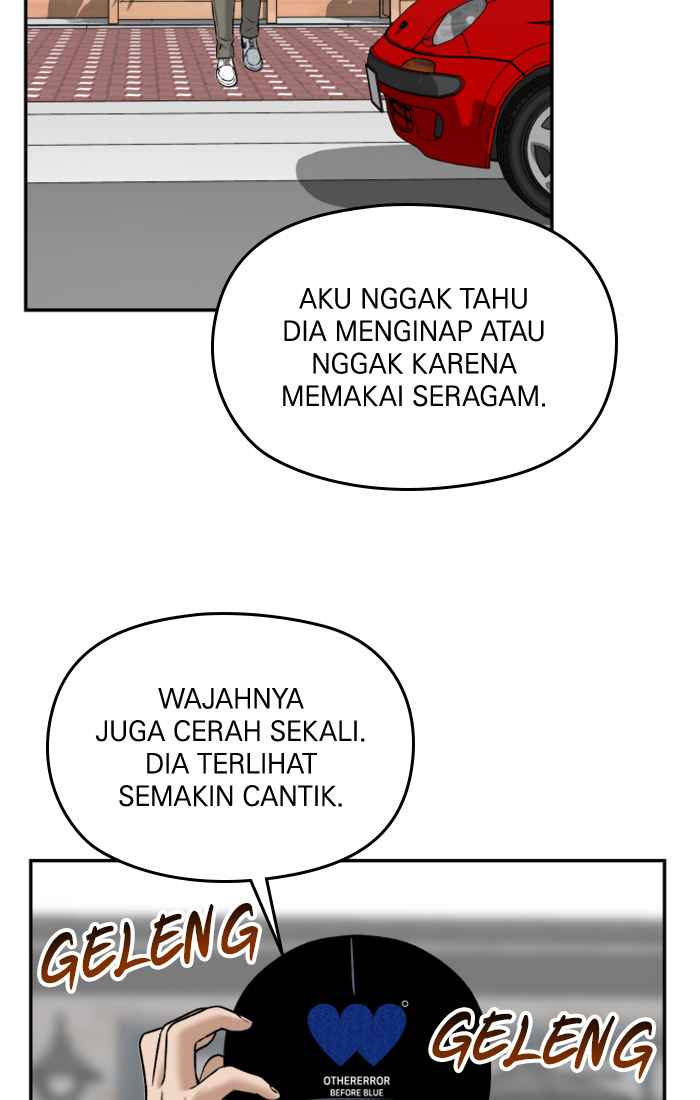 AKU NGGAK TAHU
DIA MENGINAP ATAU
NGGAK KARENA
MEMAKAI SERAGAM.
WAJAHNYA
JUGA CERAH SEKALI.
DIA TERLIHAT
SEMAKIN CANTIK.
GELENG
GELENG
OTHERERROR
BEFORE BLUE